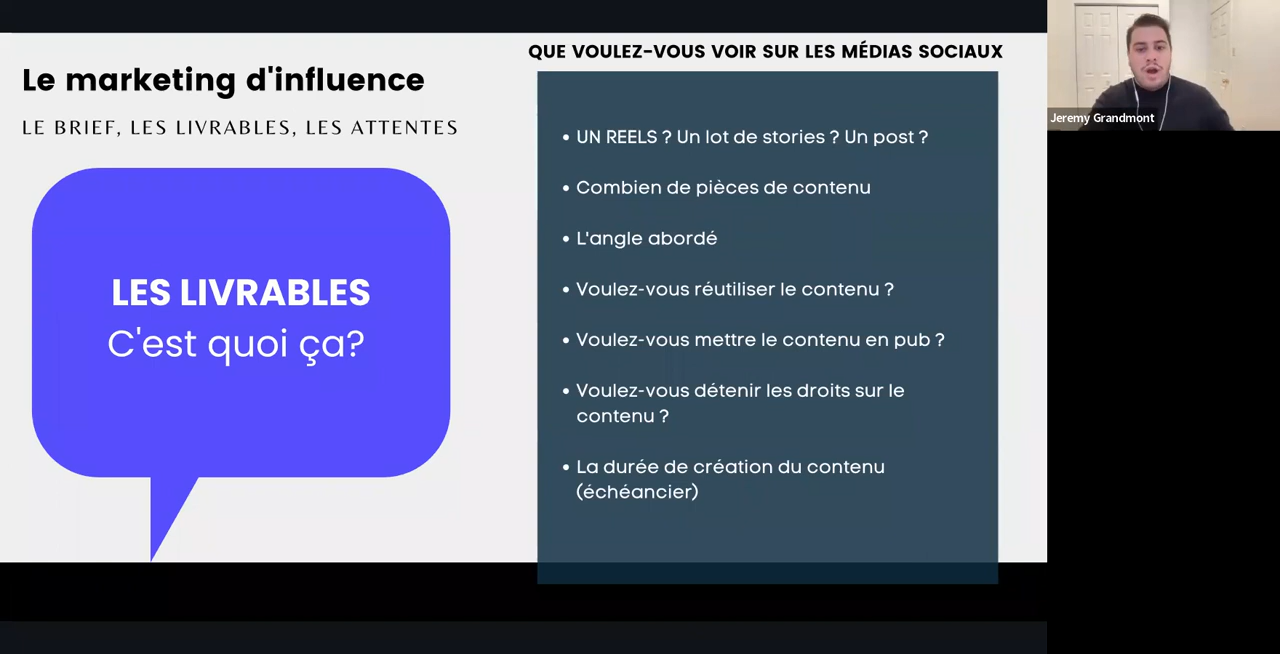 Le marketing d'influence
LE BRIEF, LES LIVRABLES, LES ATTENTES
LES LIVRABLES
C'est quoi ça?
QUE VOULEZ-VOUS VOIR SUR LES MÉDIAS SOCIAUX
• UN REELS ? Un lot de stories ? Un post ?
• Combien de pièces de contenu
• L'angle abordé
• Voulez-vous réutiliser le contenu ?
• Voulez-vous mettre le contenu en pub ?
• Voulez-vous détenir les droits sur le
contenu ?
• La durée de création du contenu
(échéancier)
Jeremy Grandmont